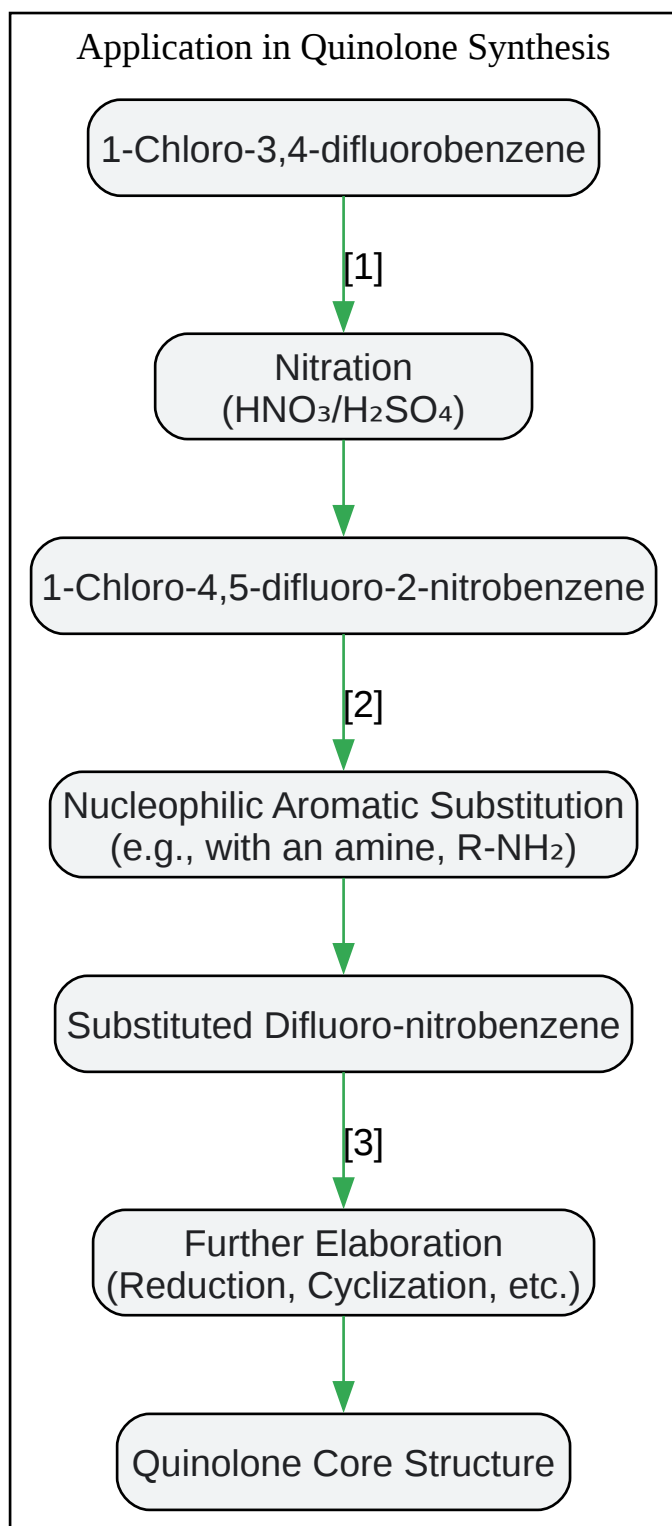 Application in Quinolone Synthesis
1-Chloro-3,4-difluorobenzene
[1]
Nitration
(HNO₃/H₂SO₄)
1-Chloro-4,5-difluoro-2-nitrobenzene
[2]
Nucleophilic Aromatic Substitution
(e.g., with an amine, R-NH₂)
Substituted Difluoro-nitrobenzene
[3]
Further Elaboration
(Reduction, Cyclization, etc.)
Quinolone Core Structure